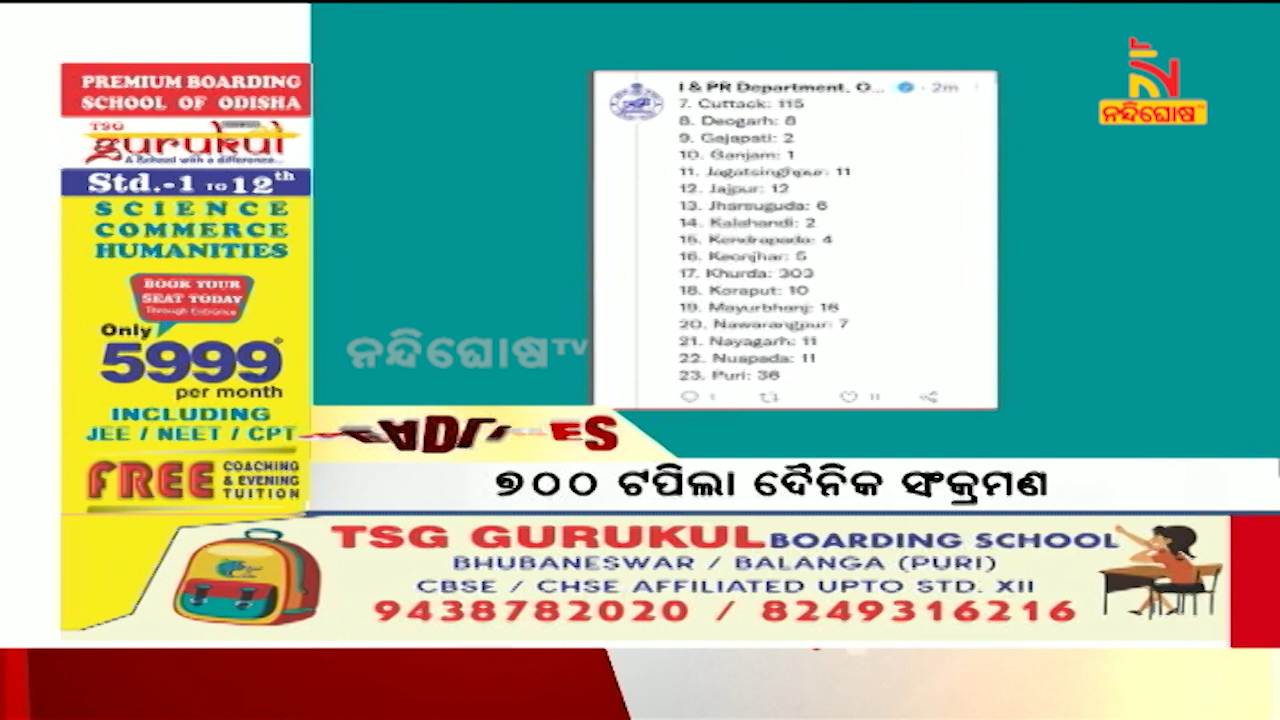 PREMIUM BOARDING
SCHOOL OF ODISHA
TSG
gurukul
A School with a difference...
Std.-1 TO 12th
SCIENCE
COMMERCE
HUMANITIES
BOOK YOUR
SEAT TODAY
Through Entrance
Only
5999
per month
INCLUDING
JEE / NEET / CPT
FREE COACHING
& EVENING
TUITION
I & PR Department, O... 2m
7. Cuttack: 115
8. Deogarh: 8
9. Gajapati: 2
10. Ganjam: 1
11. Jagatsinghpur: 11
12. Jajpur: 12
13. Jharsuguda: 6
14. Kalahandi: 2
15. Kendrapada: 4
16. Keonjhar: 5
17. Khurda: 303
18. Koraput: 10
19. Mayurbhanj: 16
20. Nawarangpur: 7
21. Nayagarh: 11
22. Nuapada: 11
23. Puri: 36
11
ନନ୍ଦିଘୋଷ TV
ନନ୍ଦିଘୋଷ TV
୭୦୦ ଟପିଲା ଦୈନିକ ସଂକ୍ରମଣ
TSG GURUKUL BOARDING SCHOOL
BHUBANESWAR / BALANGA (PURI)
CBSE / CHSE AFFILIATED UPTO STD. XII
9438782020 / 8249316216